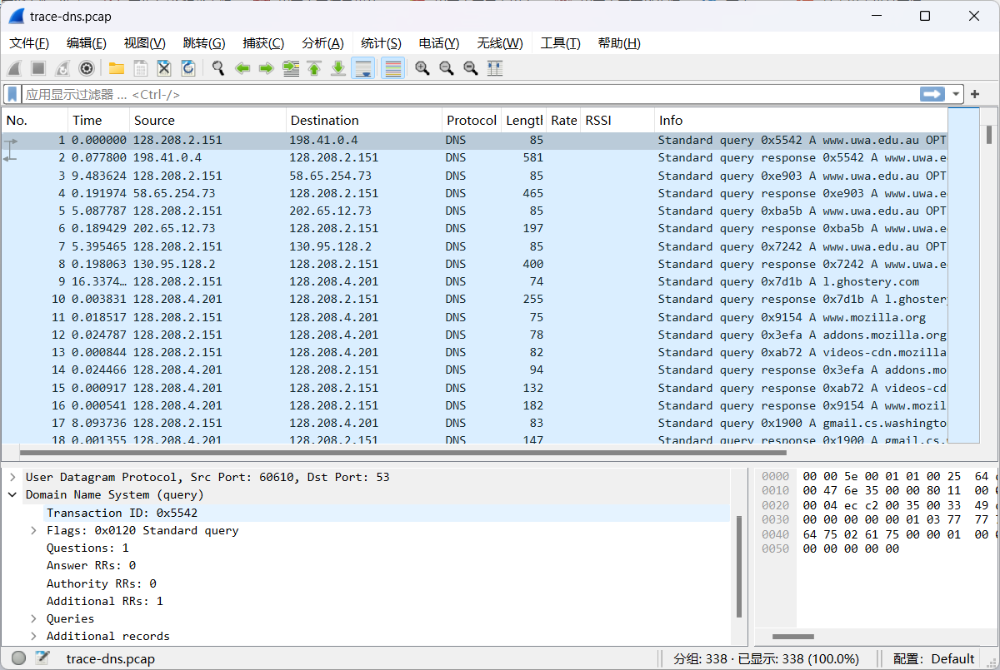 trace-dns.pcap
文件(F) 编辑(E) 视图(V) 跳转(G) 捕获(C) 分析(A) 统计(S) 电话(Y) 无线(W) 工具(T) 帮助(H)
应用显示过滤器 … <Ctrl-/>
No. Time Source Destination Protocol Lengtl Rate RSSI Info
1 0.000000 128.208.2.151 198.41.0.4 DNS 85 Standard query 0x5542 A www.uwa.edu.au OPT
2 0.077800 198.41.0.4 128.208.2.151 DNS 581 Standard query response 0x5542 A www.uwa.e
3 9.483624 128.208.2.151 58.65.254.73 DNS 85 Standard query 0xe903 A www.uwa.edu.au OPT
4 0.191974 58.65.254.73 128.208.2.151 DNS 465 Standard query response 0xe903 A www.uwa.e
5 5.087787 128.208.2.151 202.65.12.73 DNS 85 Standard query 0xba5b A www.uwa.edu.au OPT
6 0.189429 202.65.12.73 128.208.2.151 DNS 197 Standard query response 0xba5b A www.uwa.e
7 5.395465 128.208.2.151 130.95.128.2 DNS 85 Standard query 0x7242 A www.uwa.edu.au OPT
8 0.198063 130.95.128.2 128.208.2.151 DNS 400 Standard query response 0x7242 A www.uwa.e
9 16.3374… 128.208.2.151 128.208.4.201 DNS 74 Standard query 0x7d1b A l.ghostery.com
10 0.003831 128.208.4.201 128.208.2.151 DNS 255 Standard query response 0x7d1b A l.ghostery
11 0.018517 128.208.2.151 128.208.4.201 DNS 75 Standard query 0x9154 A www.mozilla.org
12 0.024787 128.208.2.151 128.208.4.201 DNS 78 Standard query 0x3efa A addons.mozilla.org
13 0.000844 128.208.2.151 128.208.4.201 DNS 82 Standard query 0xab72 A videos-cdn.mozilla
14 0.024466 128.208.4.201 128.208.2.151 DNS 94 Standard query response 0x3efa A addons.mo
15 0.000917 128.208.4.201 128.208.2.151 DNS 132 Standard query response 0xab72 A videos-cd
16 0.000541 128.208.4.201 128.208.2.151 DNS 182 Standard query response 0x9154 A www.mozil
17 8.093736 128.208.2.151 128.208.4.201 DNS 83 Standard query 0x1900 A gmail.cs.washingto
18 0.001355 128.208.4.201 128.208.2.151 DNS 147 Standard query response 0x1900 A gmail.cs.
User Datagram Protocol, Src Port: 60610, Dst Port: 53
Domain Name System (query)
Transaction ID: 0x5542
Flags: 0x0120 Standard query
Questions: 1
Answer RRs: 0
Authority RRs: 0
Additional RRs: 1
Queries
Additional records
0000 00 00 5e 00 01 01 00 25 64
0010 00 47 6e 35 00 00 80 11 00
0020 00 04 ec c2 00 35 00 33 49
0030 00 00 00 00 00 01 03 77 77
0040 64 75 02 61 75 00 00 01 00
0050 00 00 00 00 00
trace-dns.pcap 分组: 338 · 已显示: 338 (100.0%) 配置: Default